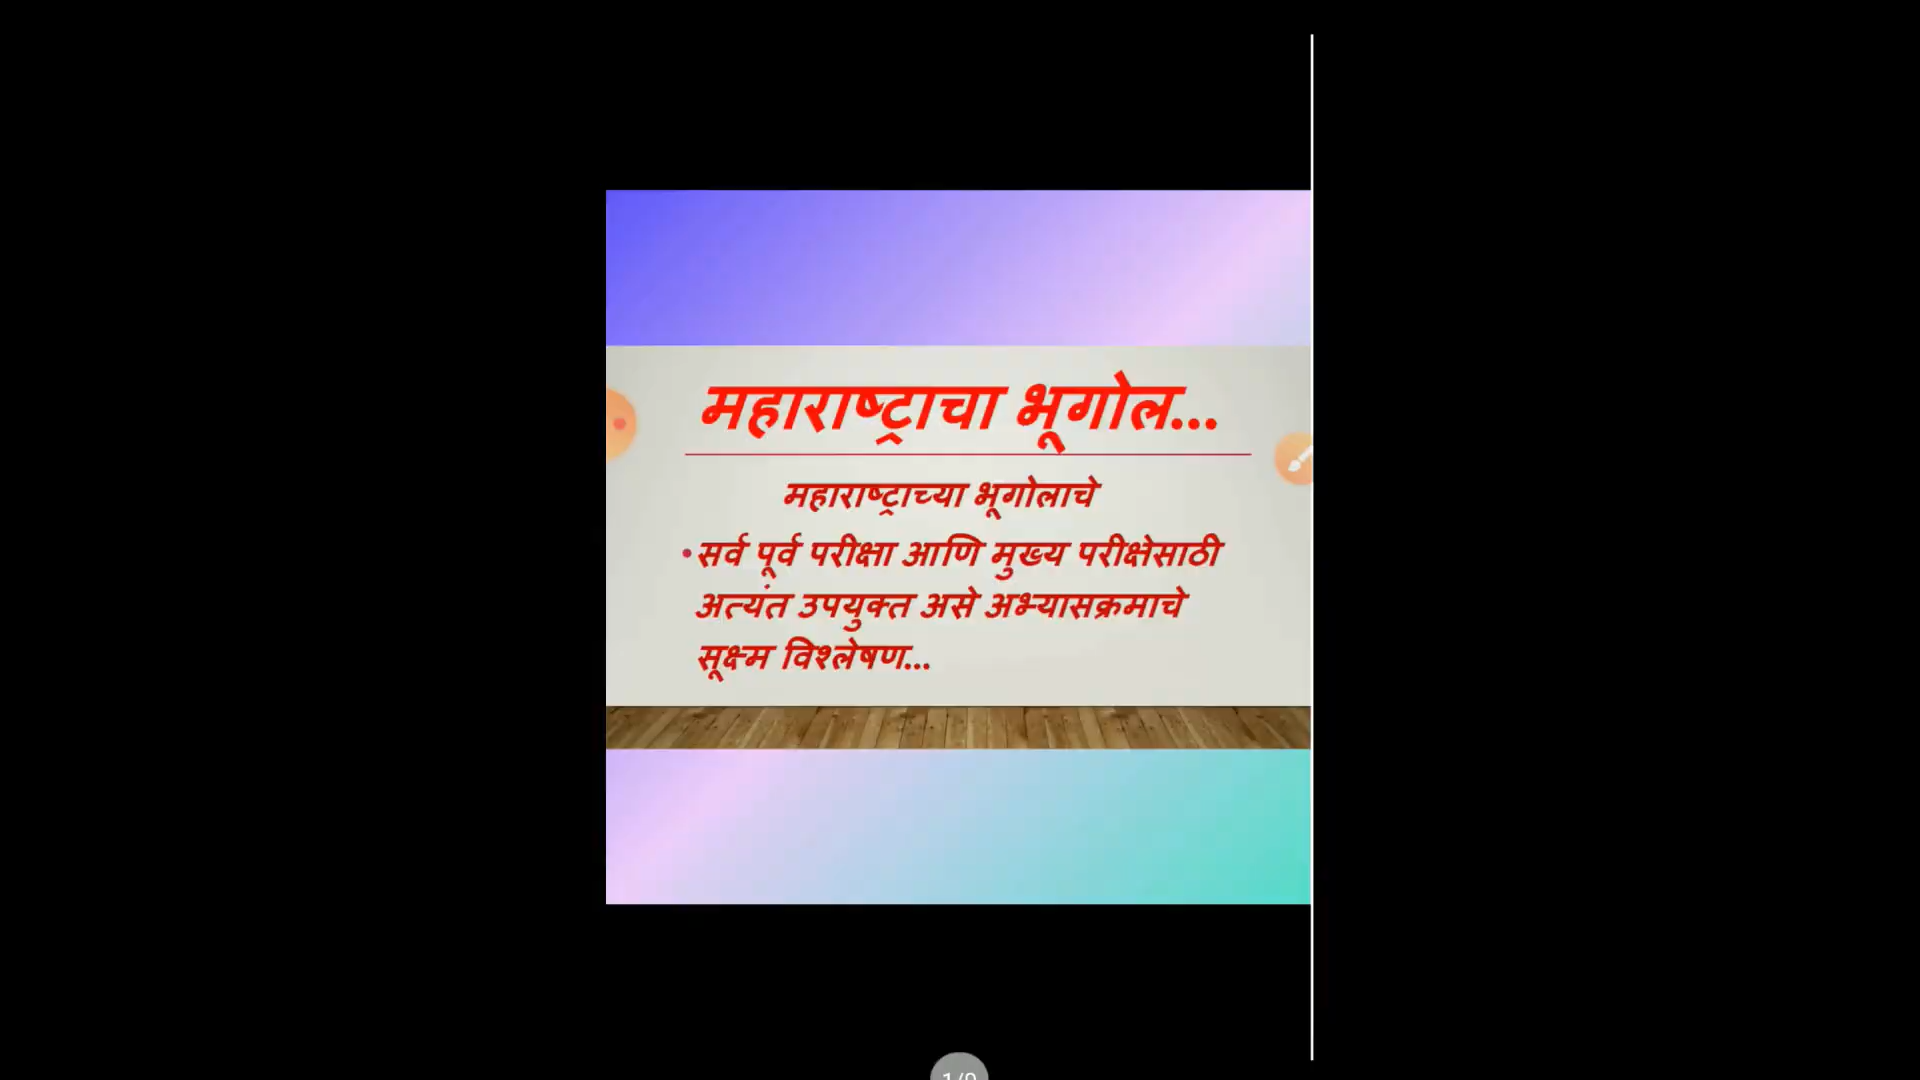 महाराष्ट्राचा भूगोल...
महाराष्ट्राच्या भूगोलाचे
• सर्व पूर्व परीक्षा आणि मुख्य परीक्षेसाठी
अत्यंत उपयुक्त असे अभ्यासक्रमाचे
सूक्ष्म विश्लेषण...